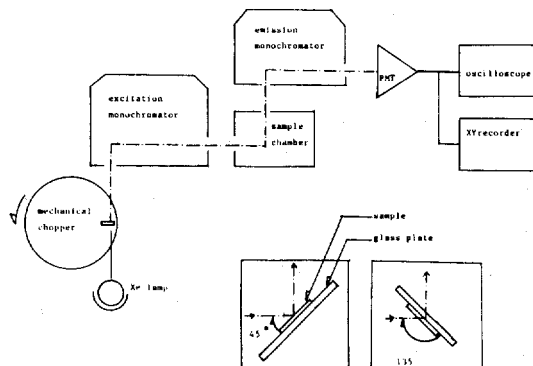 emission
monochromator
PMT
oscilloscope
excitation
monochromator
sample
chamber
XYrecorder
mechanical
chopper
Xe lamp
sample
glass plate
45°
135